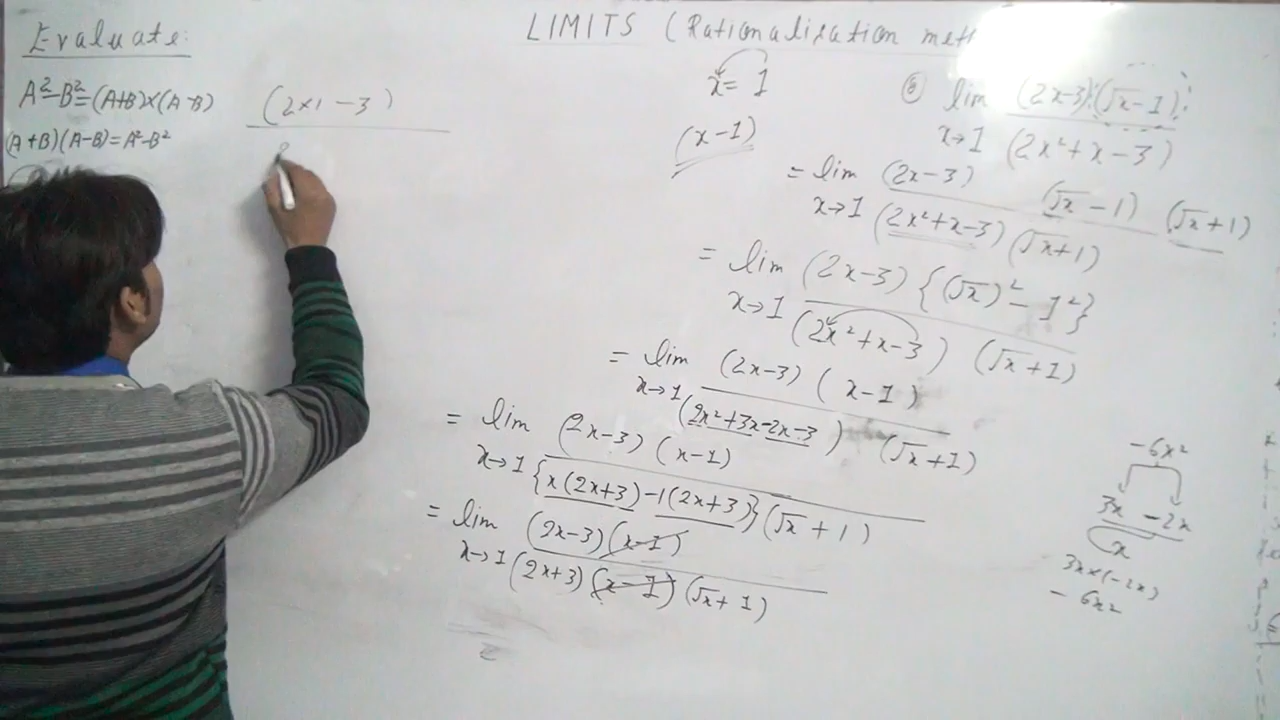 Evaluate:
A²-B²=(A+B)×(A-B)
(A+B)(A-B)=A²-B²
(2×1-3)
LIMITS (Rationalization
x=1
(x-1)
⑥ lim (2x-3)(√x-1)
x→1 (2x²+x-3)
= lim (2x-3) (√x-1) (√x+1)
x→1 (2x²+x-3)(√x+1)
= lim (2x-3) {(√x)²-1²}
x→1 (2x²+x-3) (√x+1)
= lim (2x-3) (x-1)
x→1 (2x²+3x-2x-3) (√x+1)
= lim (2x-3) (x-1)
x→1 {x(2x+3)-1(2x+3)}(√x+1)
= lim (2x-3)(x-1)
x→1 (2x+3)(x-1)(√x+1)
-6x²
3x -2x
x
3x×(-2x)
-6x²